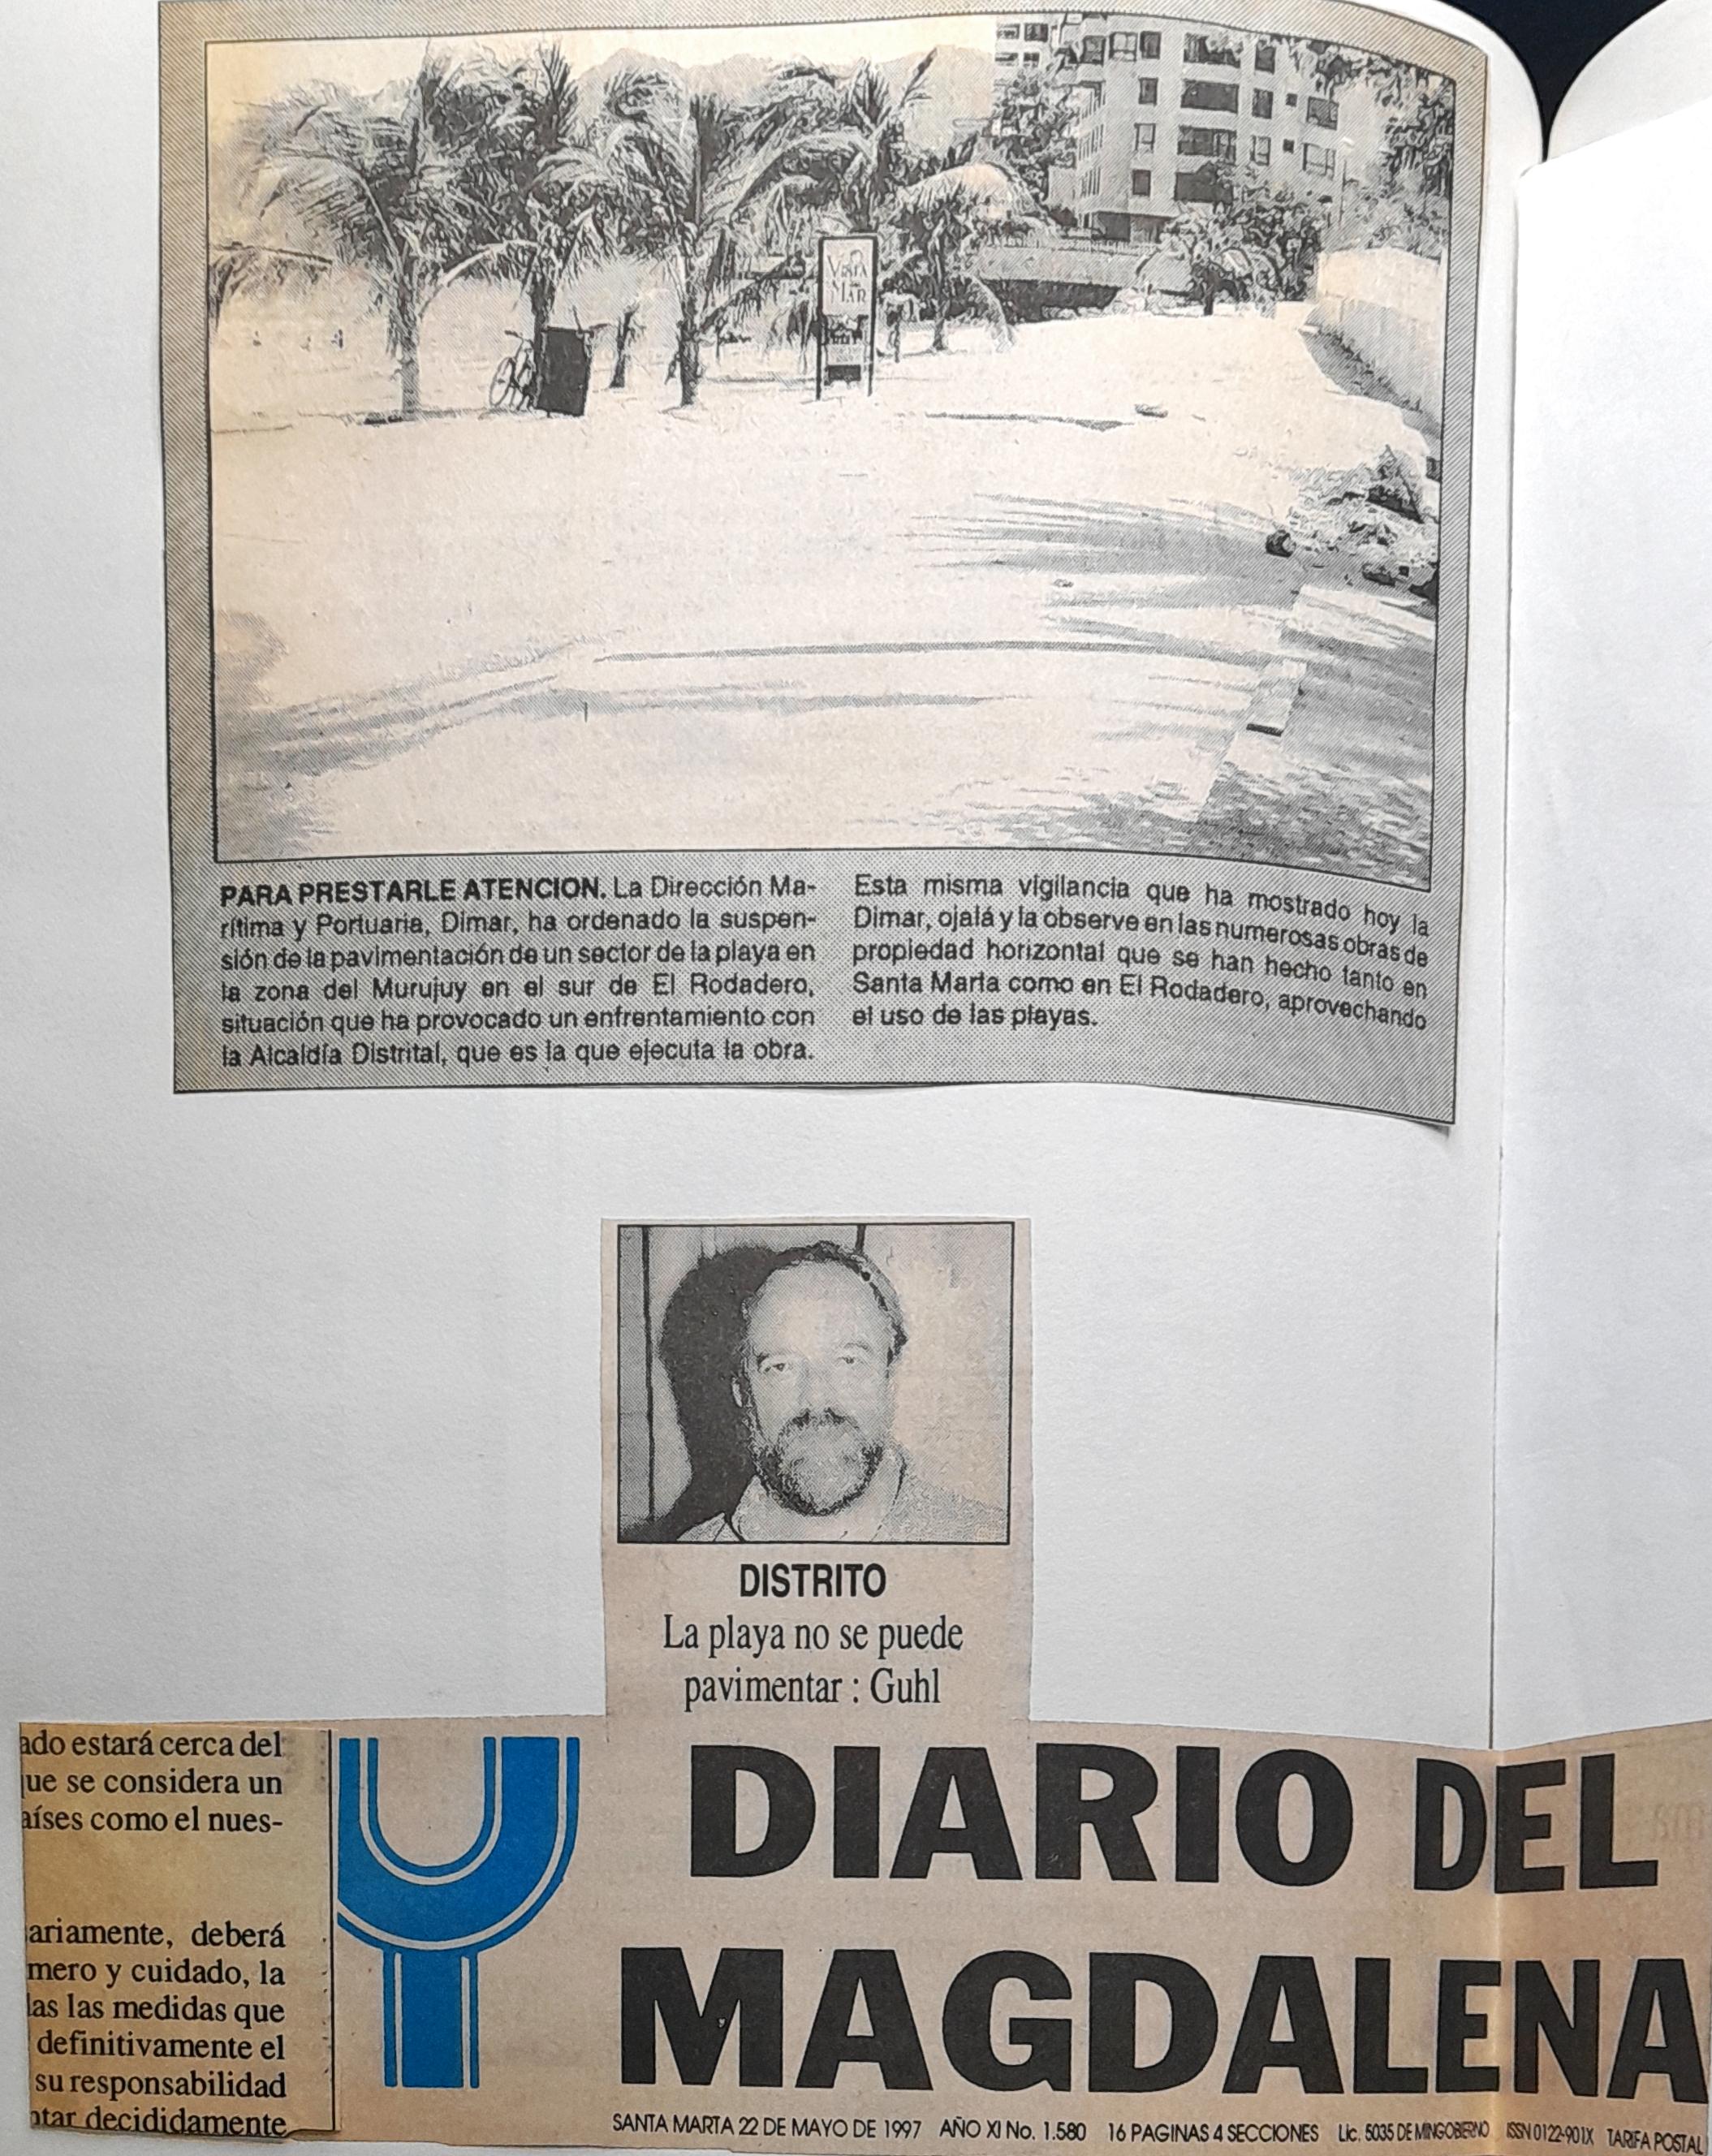 VISTA
MAR
PARA PRESTARLE ATENCION. La Dirección Ma-
rítima y Portuaria, Dimar, ha ordenado la suspen-
sión de la pavimentación de un sector de la playa en
la zona del Murujuy en el sur de El Rodadero,
situación que ha provocado un enfrentamiento con
la Alcaldía Distrital, que es la que ejecuta la obra.
Esta misma vigilancia que ha mostrado hoy la
Dimar, ojalá y la observe en las numerosas obras de
propiedad horizontal que se han hecho tanto en
Santa Marta como en El Rodadero, aprovechando
el uso de las playas.
DISTRITO
La playa no se puede
pavimentar : Guhl
ado estará cerca del
ue se considera un
aíses como el nues-
ariamente, deberá
mero y cuidado, la
las las medidas que
definitivamente el
su responsabilidad
ntar decididamente
DIARIO DEL
MAGDALENA
SANTA MARTA 22 DE MAYO DE 1997 AÑO XI No. 1.580 16 PAGINAS 4 SECCIONES Lic. 5035 DE MINGOBIERNO ISSN 0122-901X TARIFA POSTAL